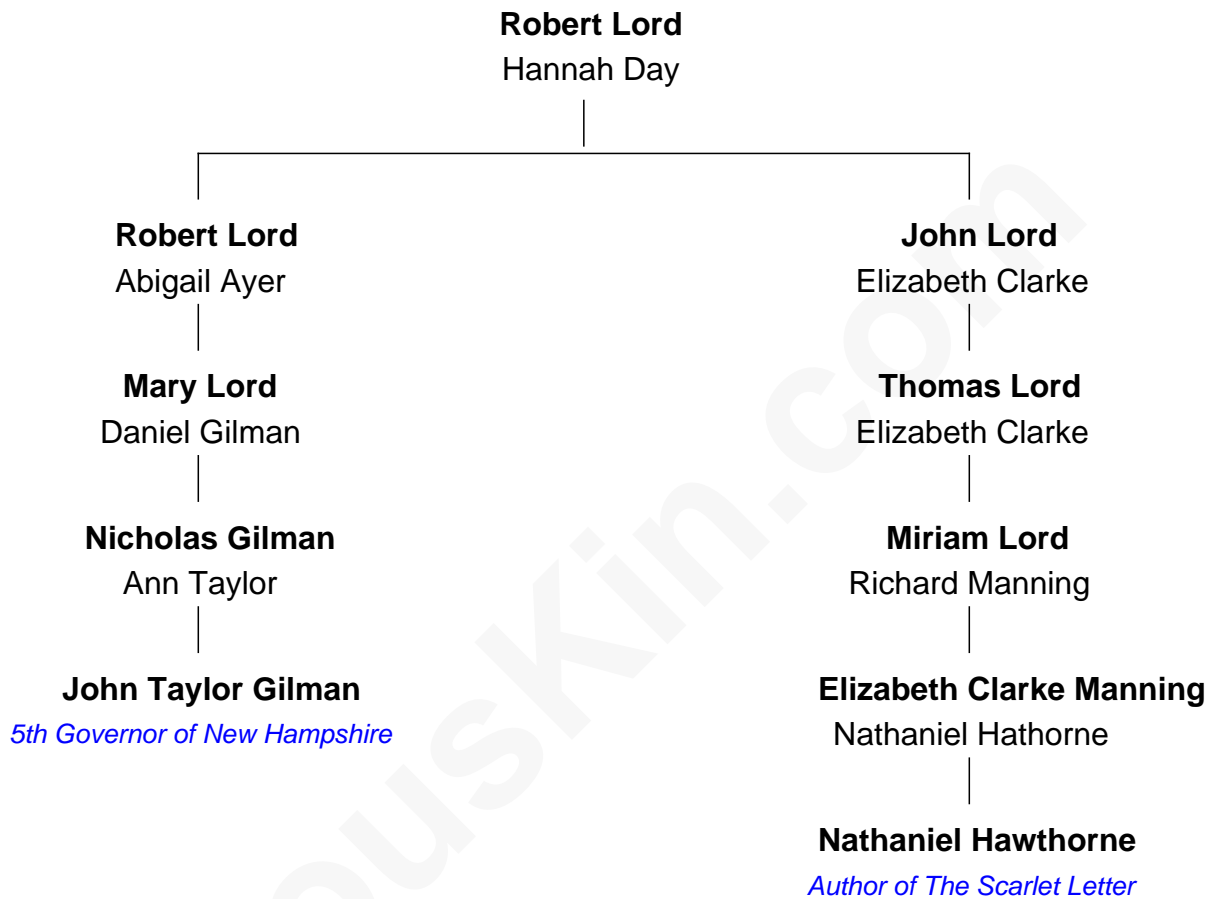 Robert Lord
Hannah Day
Robert Lord
Abigail Ayer
John Lord
Elizabeth Clarke
Mary Lord
Daniel Gilman
Thomas Lord
Elizabeth Clarke
Nicholas Gilman
Ann Taylor
Miriam Lord
Richard Manning
John Taylor Gilman
5th Governor of New Hampshire
Elizabeth Clarke Manning
Nathaniel Hathorne
Nathaniel Hawthorne
Author of The Scarlet Letter
ousKin.com